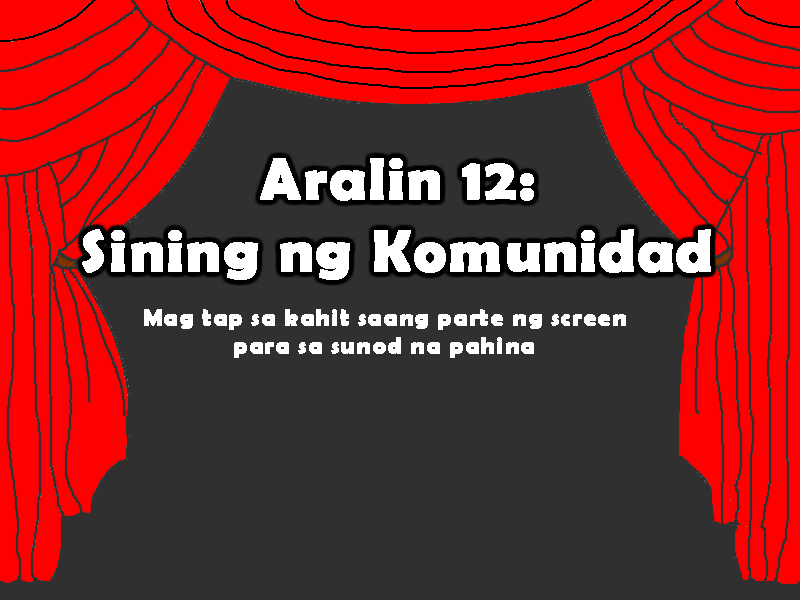 Aralin 12:
Sining ng Komunidad
Mag tap sa kahit saang parte ng screen
para sa sunod na pahina